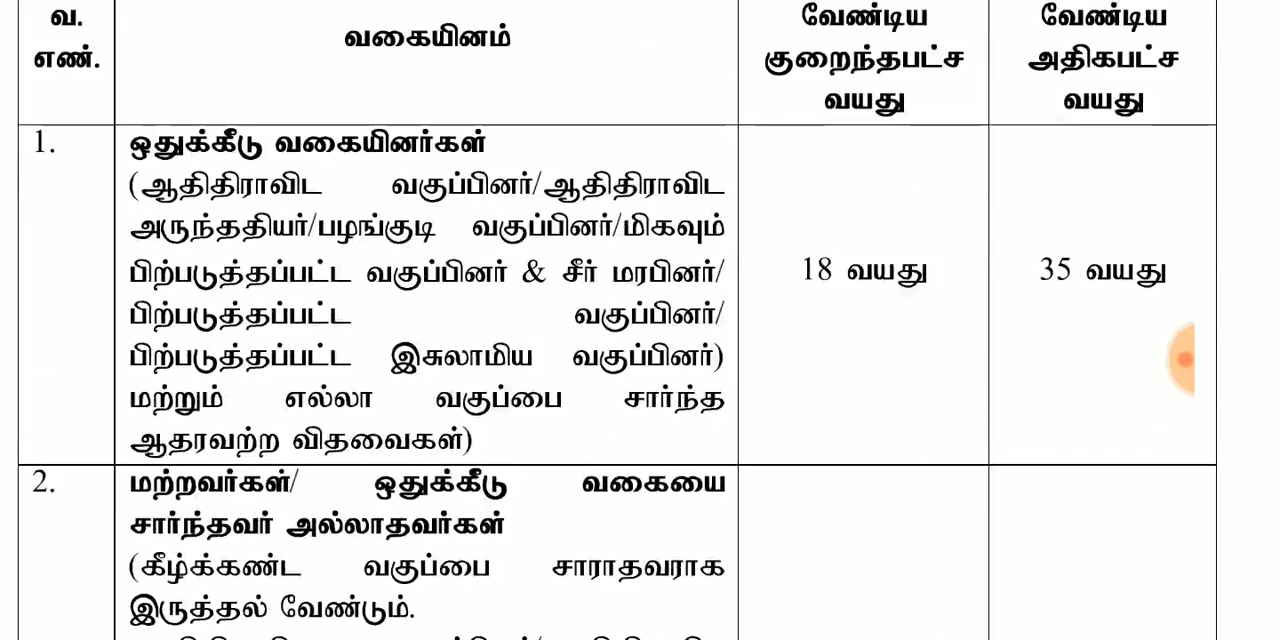 வ.
எண்.
வகையினம்
வேண்டிய
குறைந்தபட்ச
வயது
வேண்டிய
அதிகபட்ச
வயது
1.
ஒதுக்கீடு வகையினர்கள்
(ஆதிதிராவிட வகுப்பினர்/ஆதிதிராவிட
அருந்ததியர்/பழங்குடி வகுப்பினர்/மிகவும்
பிற்படுத்தப்பட்ட வகுப்பினர் & சீர் மரபினர்/
பிற்படுத்தப்பட்ட வகுப்பினர்/
பிற்படுத்தப்பட்ட இசுலாமிய வகுப்பினர்)
மற்றும் எல்லா வகுப்பை சார்ந்த
ஆதரவற்ற விதவைகள்)
18 வயது
35 வயது
2.
மற்றவர்கள்/ ஒதுக்கீடு வகையை
சார்ந்தவர் அல்லாதவர்கள்
(கீழ்க்கண்ட வகுப்பை சாராதவராக
இருத்தல் வேண்டும்.